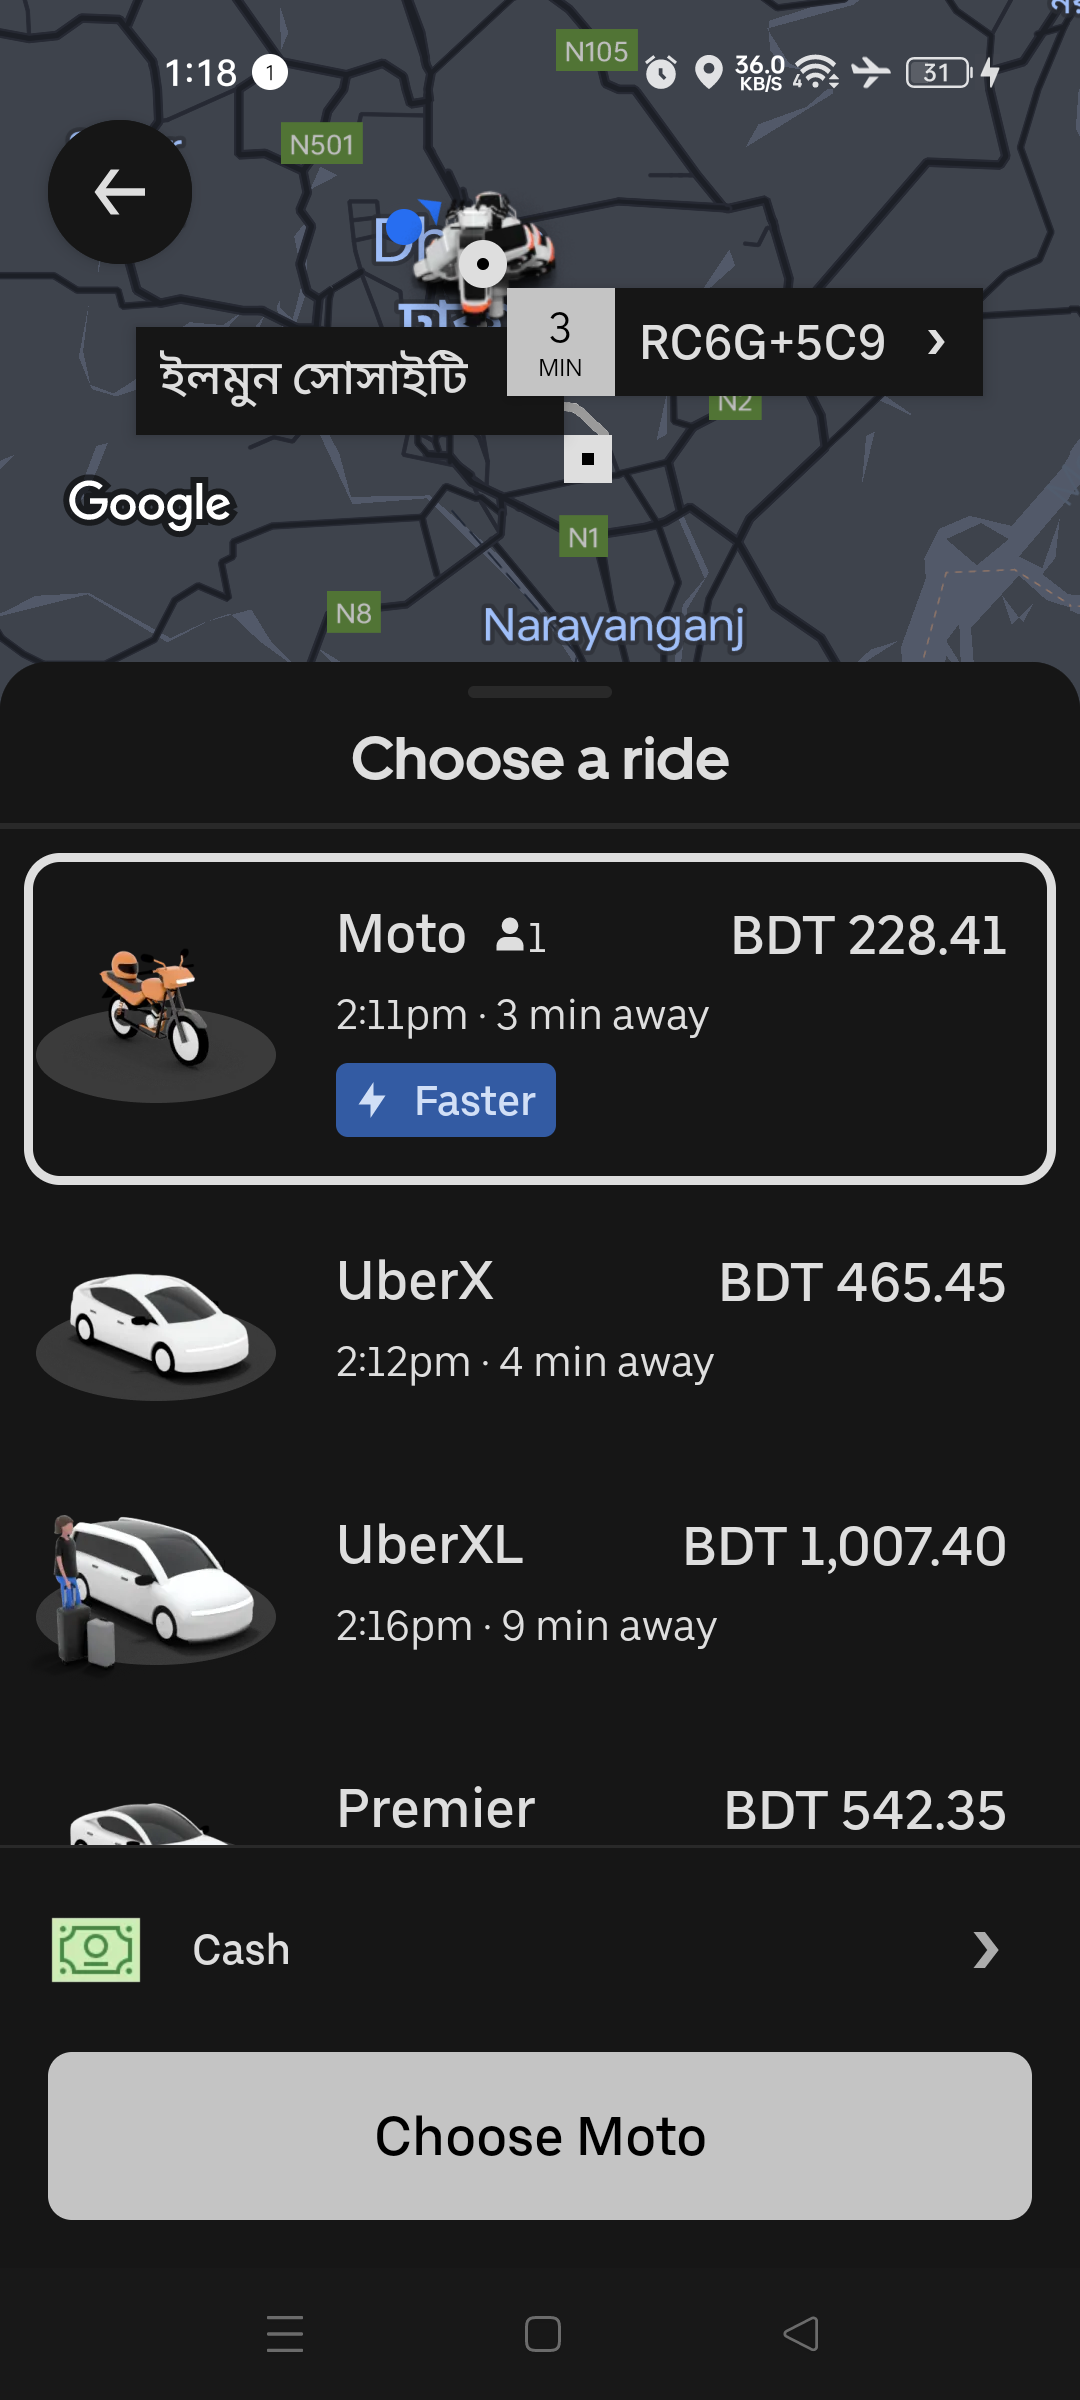 1:18 1
36.0
KB/S
4
31
N105
N501
3
MIN
RC6G+5C9
ইলমুন সোসাইটি
N2
Google
N1
N8
Narayanganj
Choose a ride
Moto 1 BDT 228.41
2:11pm · 3 min away
Faster
UberX BDT 465.45
2:12pm · 4 min away
UberXL BDT 1,007.40
2:16pm · 9 min away
Premier BDT 542.35
Cash
Choose Moto